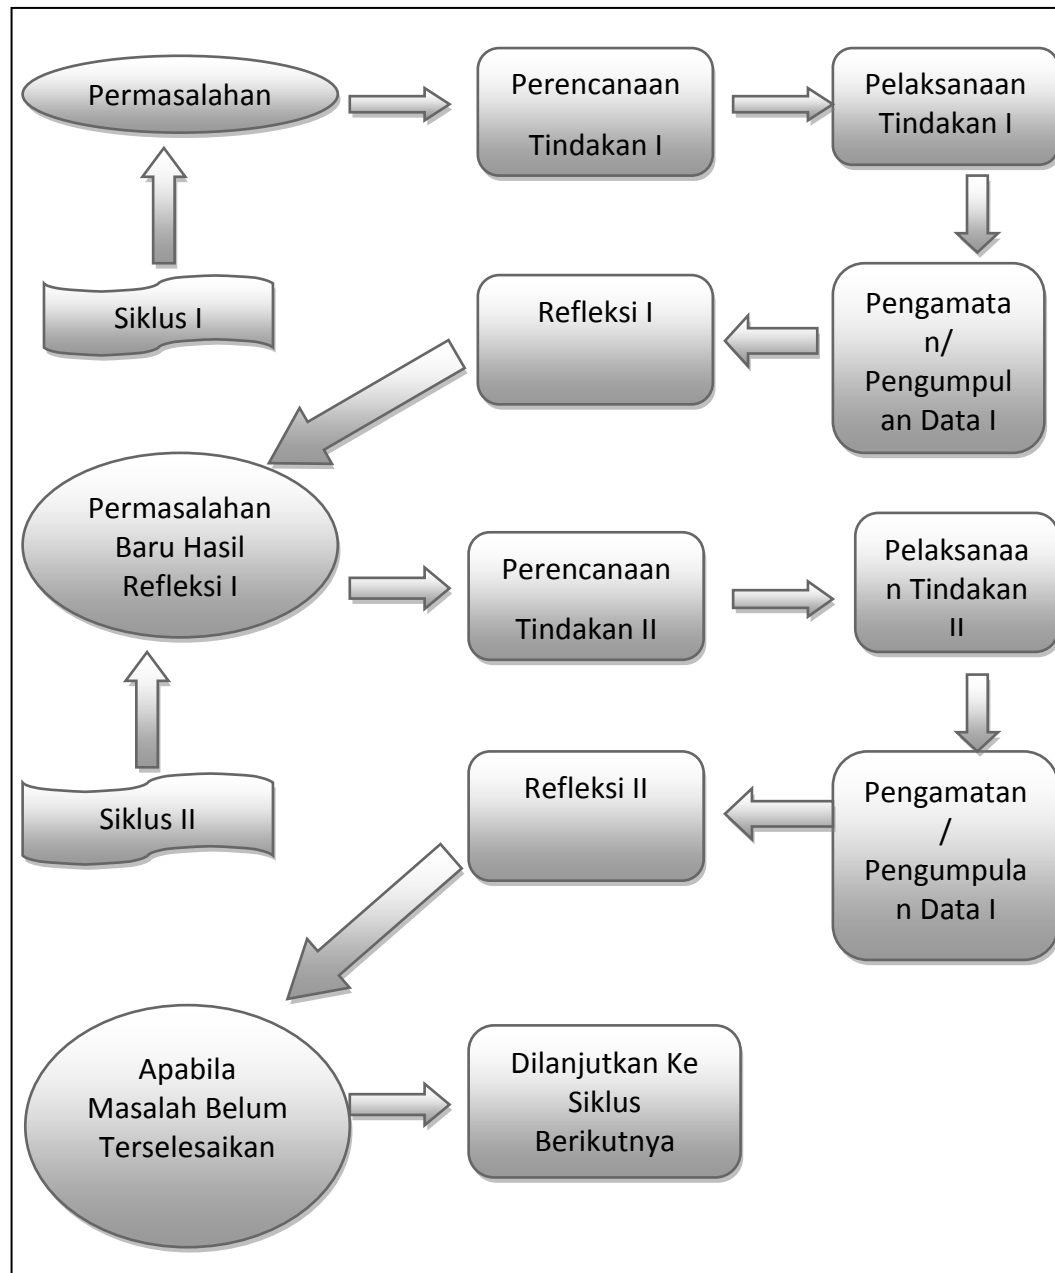 Permasalahan
Perencanaan
Tindakan I
Pelaksanaan
Tindakan I
Siklus I
Refleksi I
Pengamata
n/
Pengumpul
an Data I
Permasalahan
Baru Hasil
Refleksi I
Perencanaan
Tindakan II
Pelaksanaa
n Tindakan
II
Siklus II
Refleksi II
Pengamatan
/
Pengumpula
n Data I
Apabila
Masalah Belum
Terselesaikan
Dilanjutkan Ke
Siklus
Berikutnya